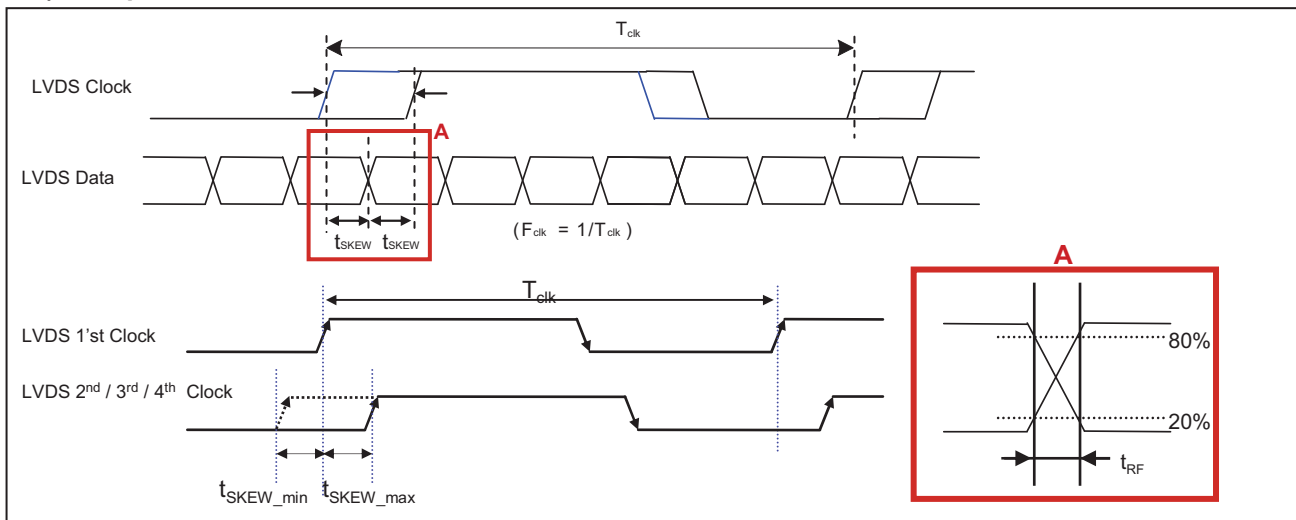 Tclk
LVDS Clock
A
LVDS Data
tSKEW tSKEW
(Fclk = 1/Tclk)
A
Tclk
LVDS 1'st Clock
80%
LVDS 2nd / 3rd / 4th Clock
20%
tRF
tSKEW_min tSKEW_max